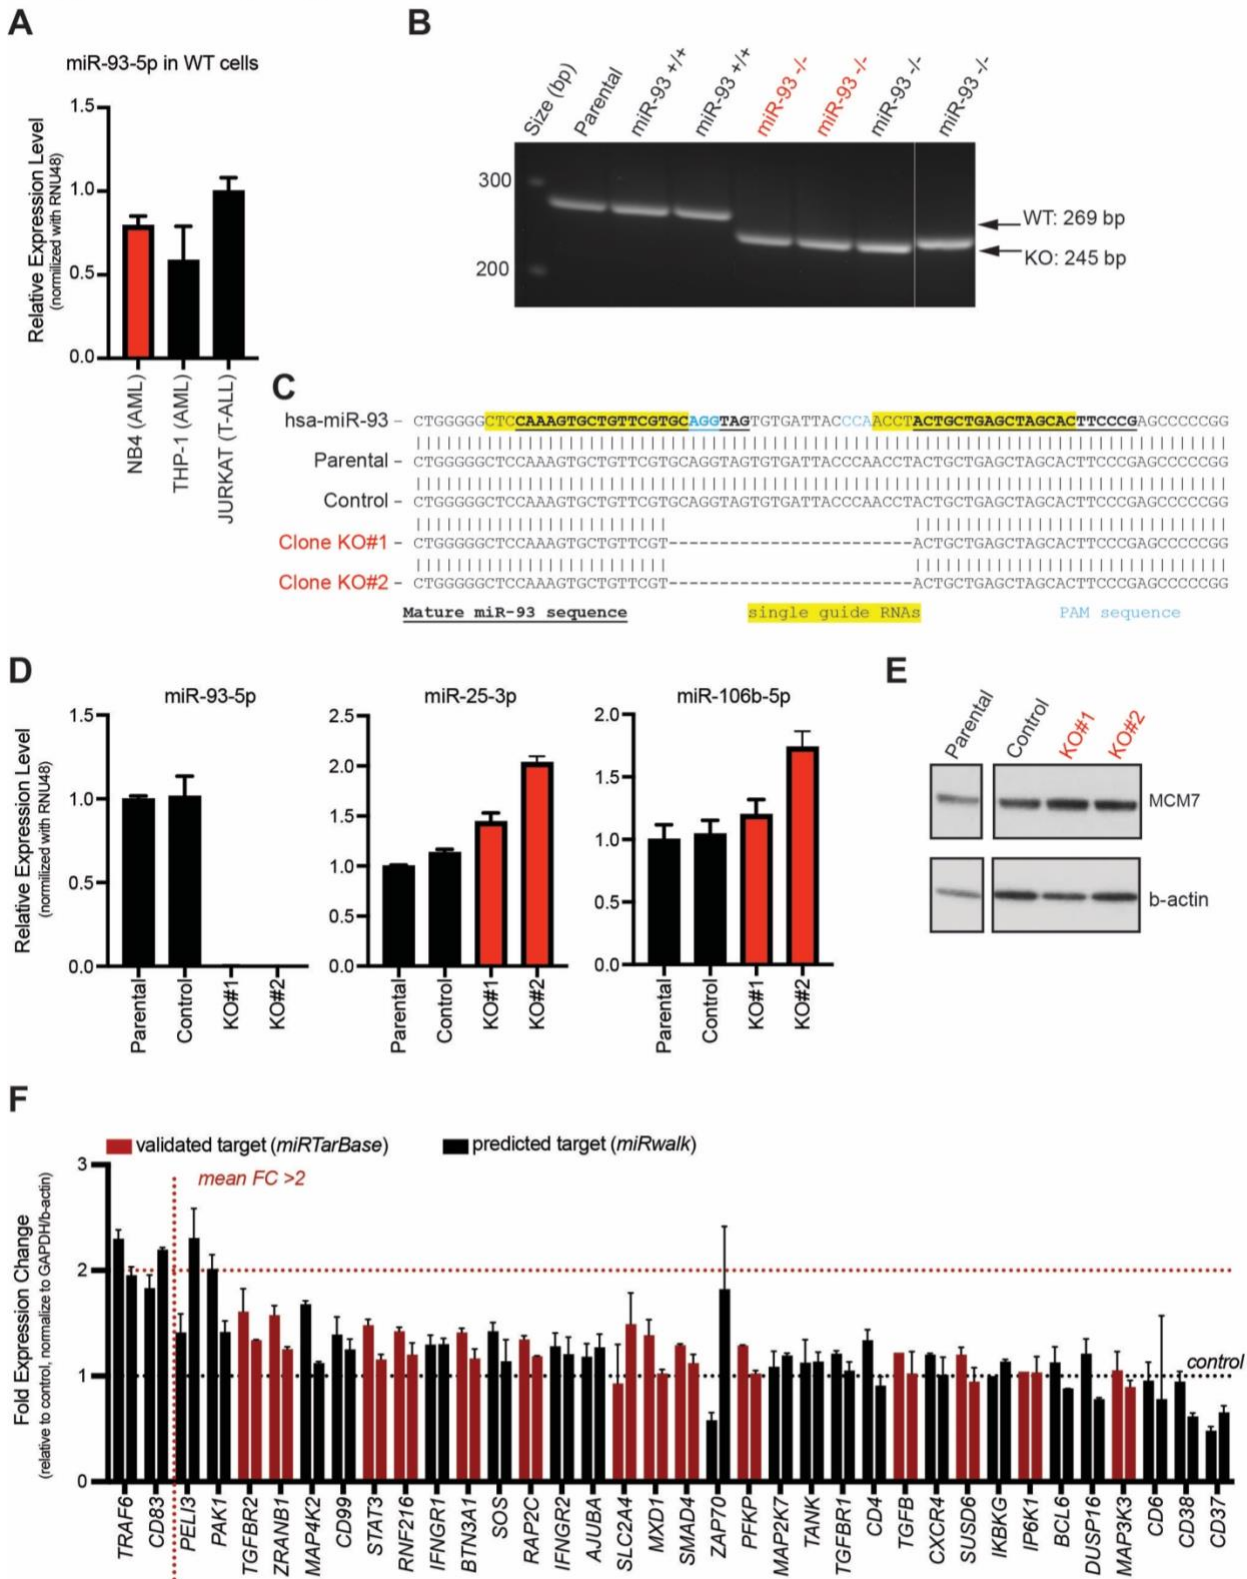 A
miR-93-5p in WT cells
Relative Expression Level
(normilized with RNU48)
1.5
1.0
0.5
0.0
NB4 (AML)
THP-1 (AML)
JURKAT (T-ALL)
B
Size (bp)
Parental
miR-93 +/+
miR-93 +/+
miR-93 -/-
miR-93 -/-
miR-93 -/-
miR-93 -/-
300
200
WT: 269 bp
KO: 245 bp
C
hsa-miR-93 - CTGGGGGCTCCAAAGTGCTGTTCGTGCAGGTAGTGTGATTACCCAACCTACTGCTGAGCTAGCACTTCCCGAGCCCCCGG
Parental - CTGGGGGCTCCAAAGTGCTGTTCGTGCAGGTAGTGTGATTACCCAACCTACTGCTGAGCTAGCACTTCCCGAGCCCCCGG
Control - CTGGGGGCTCCAAAGTGCTGTTCGTGCAGGTAGTGTGATTACCCAACCTACTGCTGAGCTAGCACTTCCCGAGCCCCCGG
Clone KO#1 - CTGGGGGCTCCAAAGTGCTGTTCGT------------------------ACTGCTGAGCTAGCACTTCCCGAGCCCCCGG
Clone KO#2 - CTGGGGGCTCCAAAGTGCTGTTCGT------------------------ACTGCTGAGCTAGCACTTCCCGAGCCCCCGG
Mature miR-93 sequence single guide RNAs PAM sequence
D
miR-93-5p
Relative Expression Level
(normilized with RNU48)
1.5
1.0
0.5
0.0
Parental
Control
KO#1
KO#2
miR-25-3p
2.5
2.0
1.5
1.0
0.5
0.0
Parental
Control
KO#1
KO#2
miR-106b-5p
2.0
1.5
1.0
0.5
0.0
Parental
Control
KO#1
KO#2
E
Parental
Control
KO#1
KO#2
MCM7
b-actin
F
validated target (miRTarBase)
predicted target (miRwalk)
mean FC >2
Fold Expression Change
(relative to control, normalize to GAPDH/b-actin)
3
2
1
0
control
TRAF6
CD83
PELI3
PAK1
TGFBR2
ZRANB1
MAP4K2
CD99
STAT3
RNF216
IFNGR1
BTN3A1
SOS
RAP2C
IFNGR2
AJUBA
SLC2A4
MXD1
SMAD4
ZAP70
PFKP
MAP2K7
TANK
TGFBR1
CD4
TGFB
CXCR4
SUSD6
IKBKG
IP6K1
BCL6
DUSP16
MAP3K3
CD6
CD38
CD37